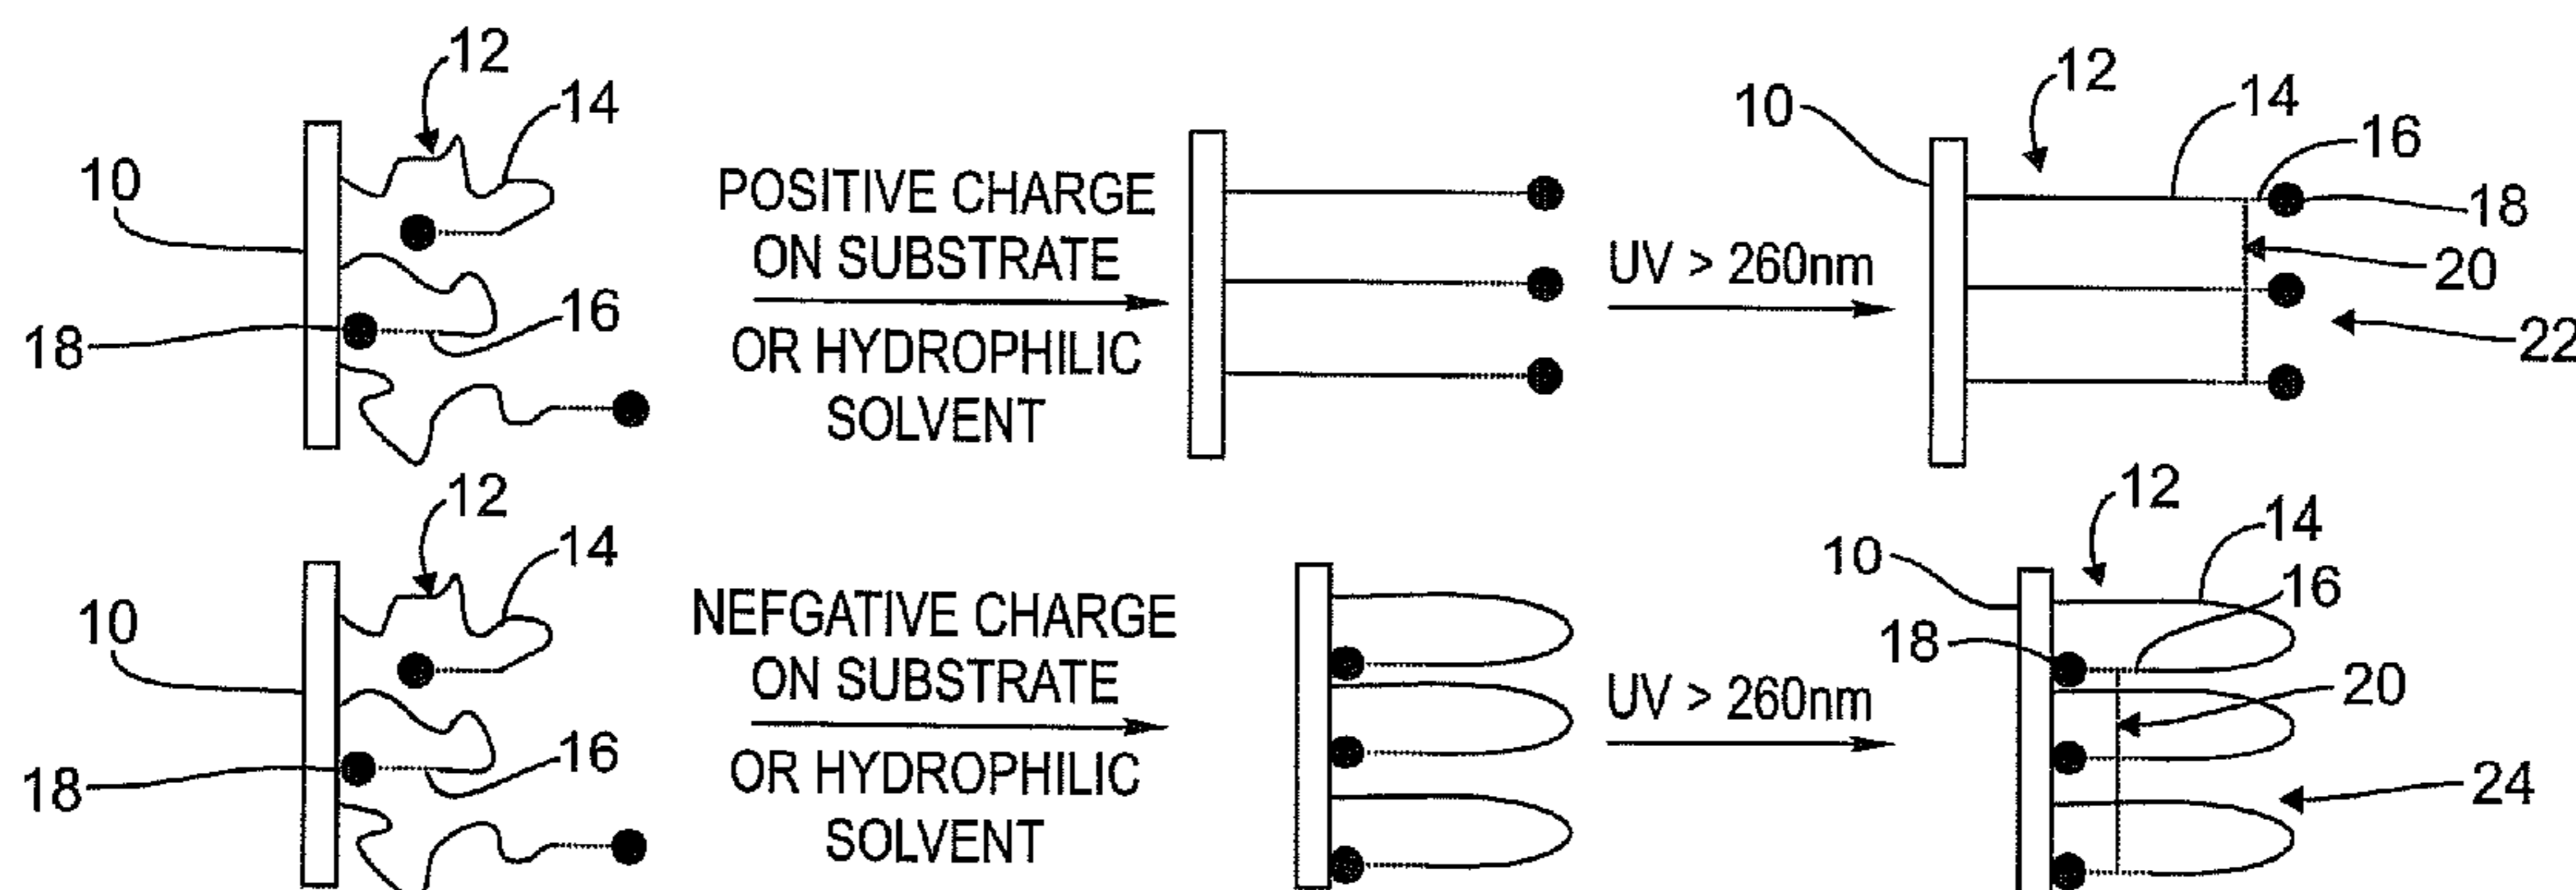 12
14
10
18
16
POSITIVE CHARGE
ON SUBSTRATE
OR HYDROPHILIC
SOLVENT
UV > 260nm
10
12
14
16
18
20
22
12
14
10
18
16
NEFGATIVE CHARGE
ON SUBSTRATE
OR HYDROPHILIC
SOLVENT
UV > 260nm
12
14
10
16
18
20
24